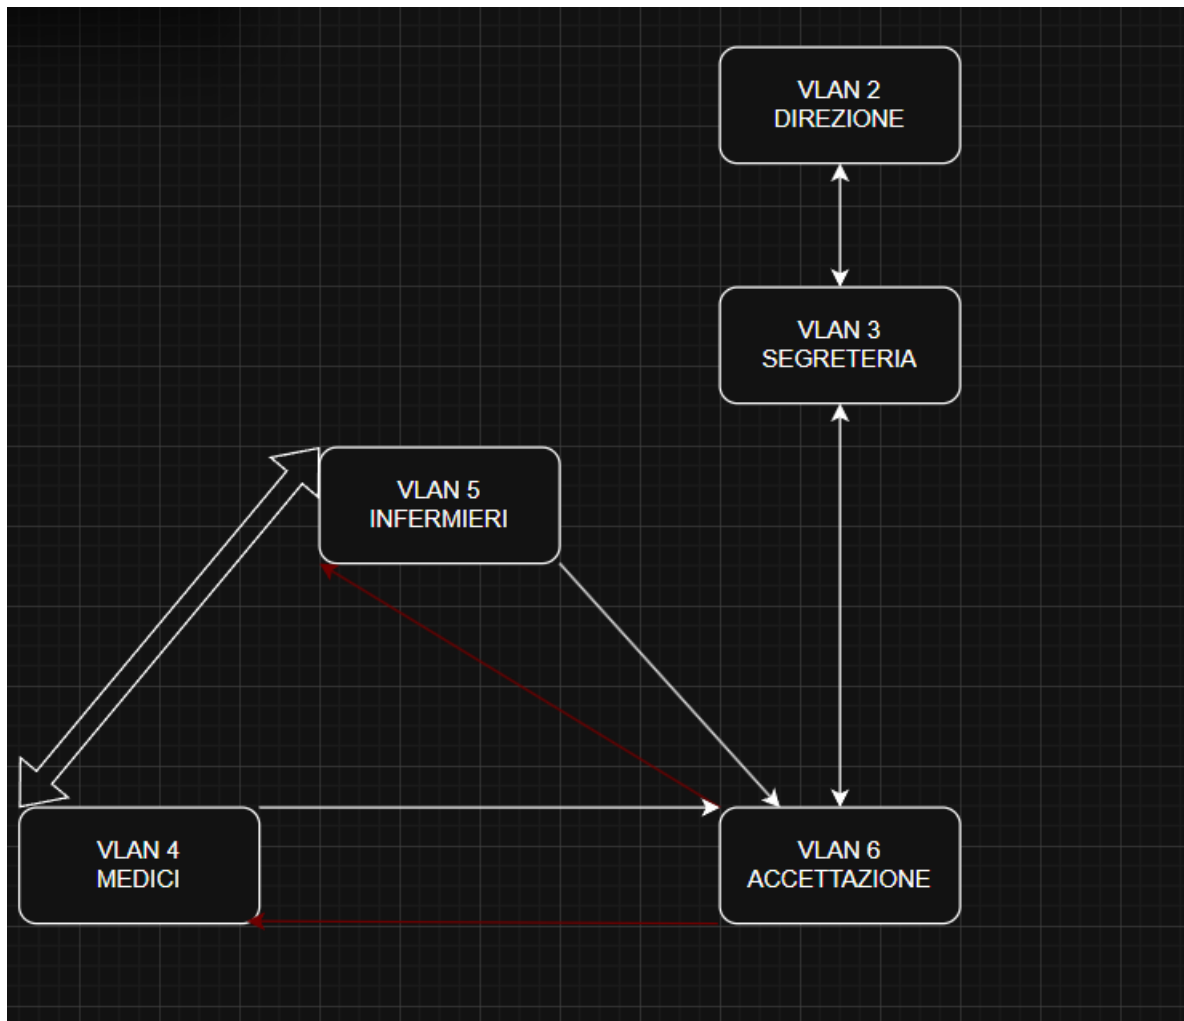 VLAN 2
DIREZIONE
VLAN 3
SEGRETERIA
VLAN 5
INFERMIERI
VLAN 4
MEDICI
VLAN 6
ACCETTAZIONE